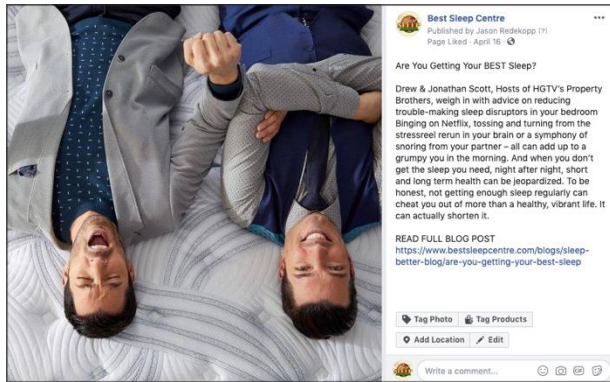 Best Sleep Centre
Published by Jason Redekopp [?]
Page Liked · April 16 ·
Are You Getting Your BEST Sleep?
Drew & Jonathan Scott, Hosts of HGTV's Property
Brothers, weigh in with advice on reducing
trouble-making sleep disruptors in your bedroom
Binging on Netflix, tossing and turning from the
stressreel rerun in your brain or a symphony of
snoring from your partner – all can add up to a
grumpy you in the morning. And when you don't
get the sleep you need, night after night, short
and long term health can be jeopardized. To be
honest, not getting enough sleep regularly can
cheat you out of more than a healthy, vibrant life. It
can actually shorten it.
READ FULL BLOG POST
https://www.bestsleepcentre.com/blogs/sleep-
better-blog/are-you-getting-your-best-sleep
Tag Photo Tag Products
Add Location Edit
Write a comment...